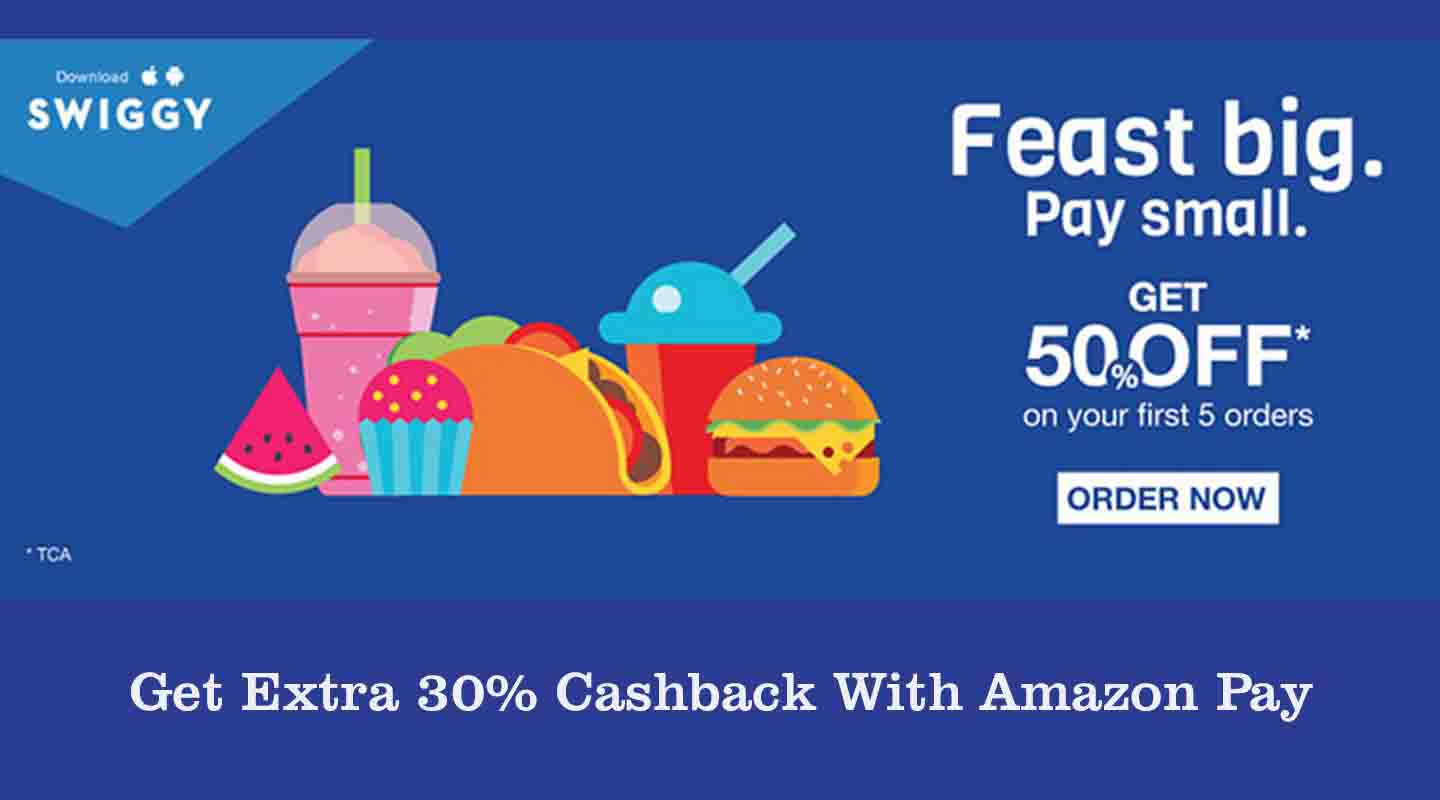 Download
SWIGGY
Feast big.
Pay small.
GET
50% OFF*
on your first 5 orders
ORDER NOW
* TCA
Get Extra 30% Cashback With Amazon Pay